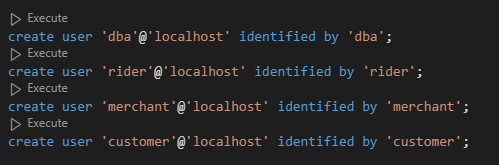 Execute
create user 'dba'@'localhost' identified by 'dba';
Execute
create user 'rider'@'localhost' identified by 'rider';
Execute
create user 'merchant'@'localhost' identified by 'merchant';
Execute
create user 'customer'@'localhost' identified by 'customer';